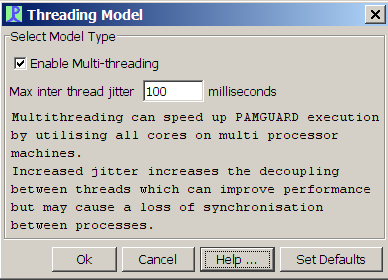 Threading Model
Select Model Type
Enable Multi-threading
Max inter thread jitter 100 milliseconds
Multithreading can speed up PAMGUARD execution
by utilising all cores on multi processor
machines.
Increased jitter increases the decoupling
between threads which can improve performance
but may cause a loss of synchronisation
between processes.
Ok Cancel Help ... Set Defaults